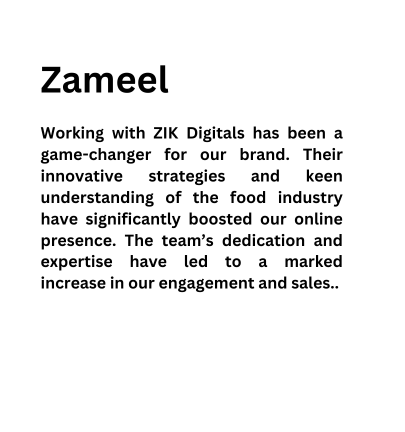 Zameel
Working with ZIK Digitals has been a
game-changer for our brand. Their
innovative strategies and keen
understanding of the food industry
have significantly boosted our online
presence. The team’s dedication and
expertise have led to a marked
increase in our engagement and sales..